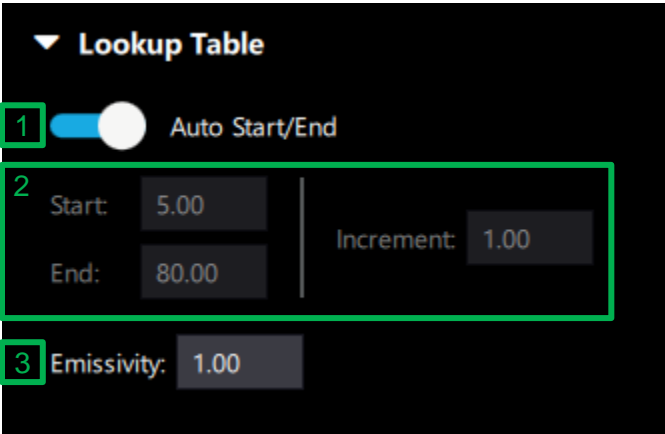 Lookup Table
1 Auto Start/End
2
Start: 5.00
Increment: 1.00
End: 80.00
3 Emissivity: 1.00